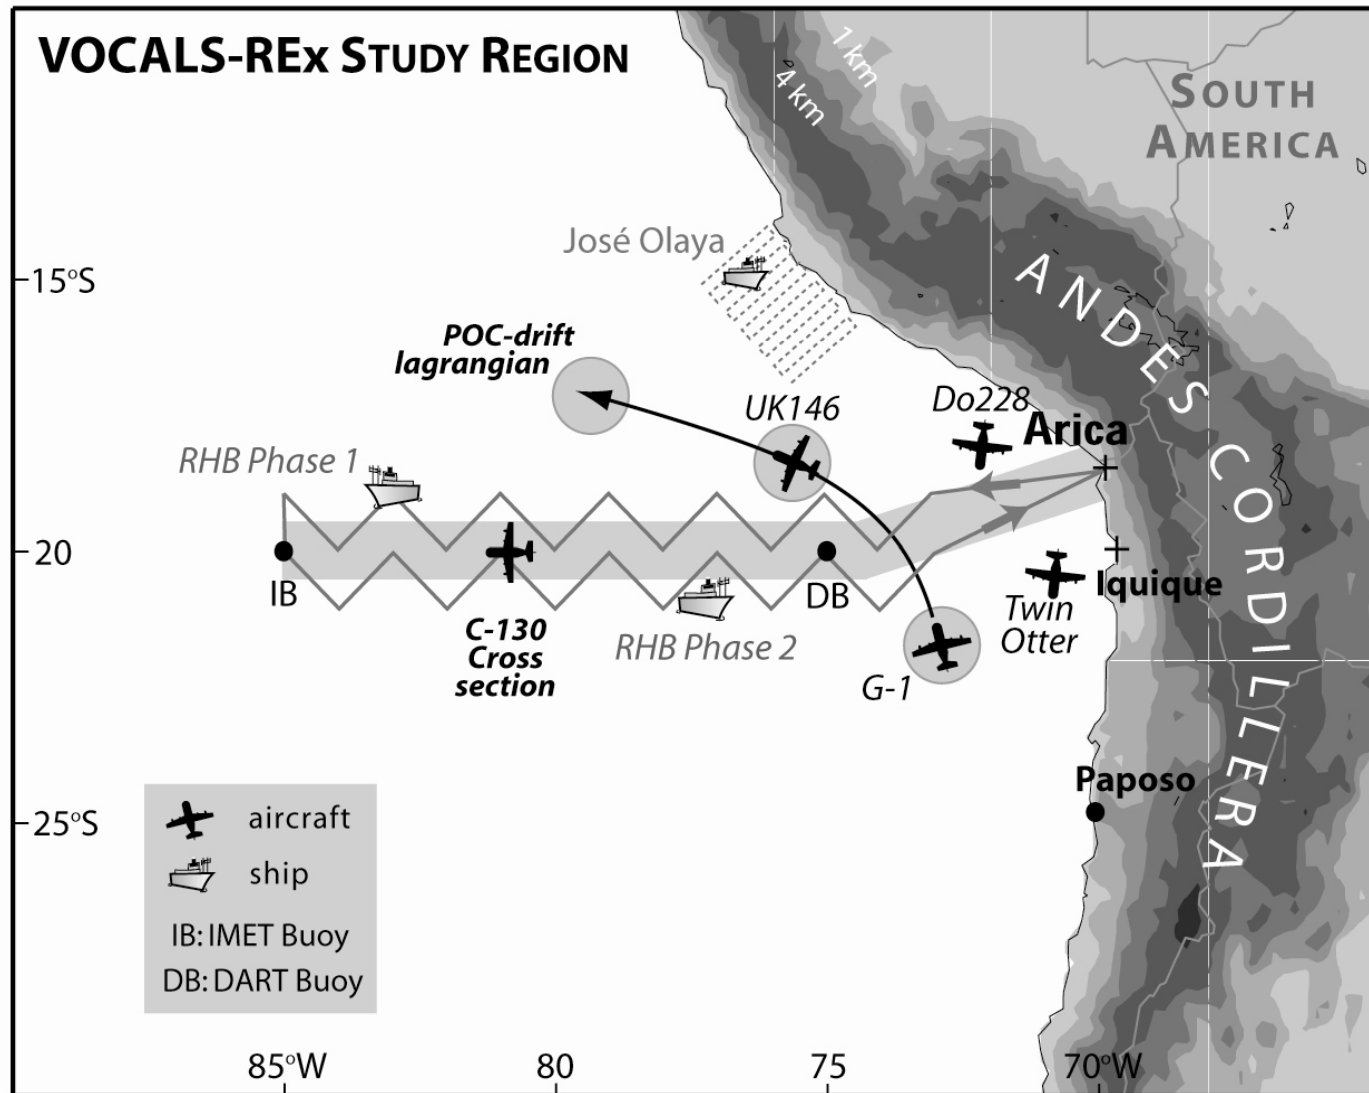 VOCALS-REx STUDY REGION
1 km
4 km
SOUTH
AMERICA
José Olaya
15°S
ANDES CORDILLERA
POC-drift
lagrangian
UK146
Do228
Arica
RHB Phase 1
20
IB
DB
Iquique
C-130
Cross
section
RHB Phase 2
Twin
Otter
G-1
Paposo
25°S
aircraft
ship
IB: IMET Buoy
DB: DART Buoy
85°W
80
75
70°W